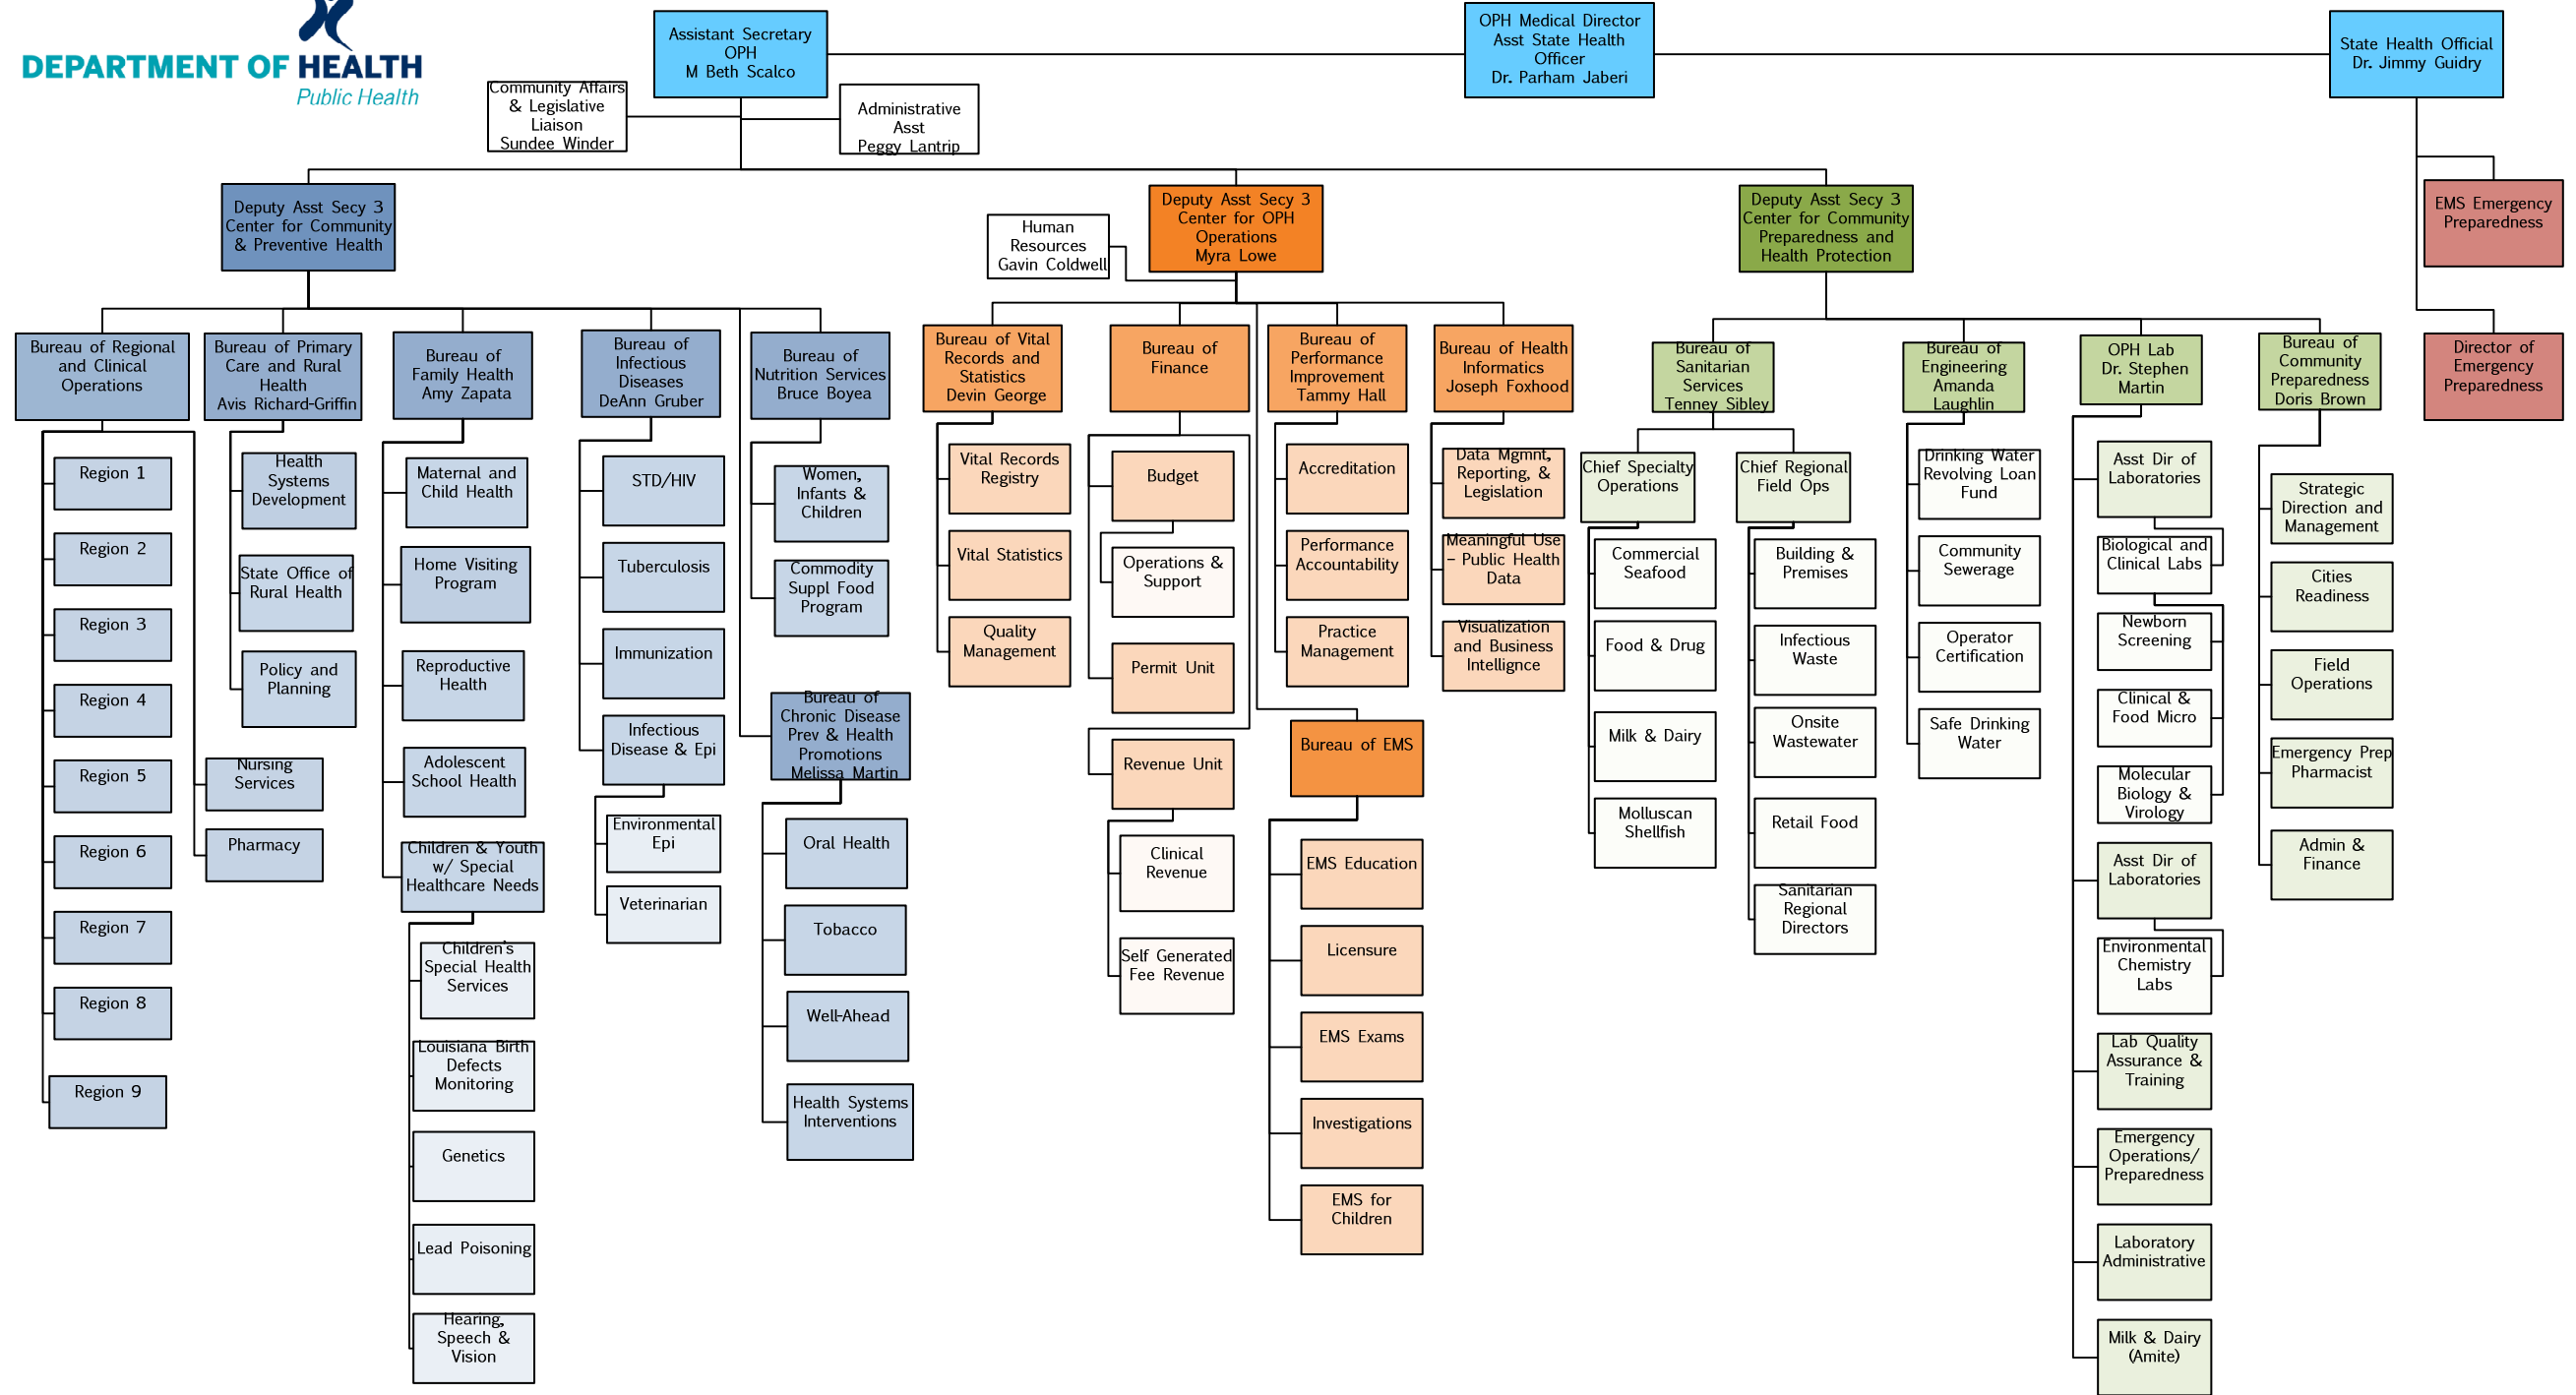 DEPARTMENT OF HEALTH
Public Health
Assistant Secretary
OPH
M Beth Scalco
OPH Medical Director
Asst State Health
Officer
Dr. Parham Jaberi
State Health Official
Dr. Jimmy Guidry
Community Affairs
& Legislative
Liaison
Sundee Winder
Administrative
Asst
Peggy Lantrip
EMS Emergency
Preparedness
Director of
Emergency
Preparedness
Deputy Asst Secy 3
Center for Community
& Preventive Health
Human
Resources
Gavin Coldwell
Deputy Asst Secy 3
Center for OPH
Operations
Myra Lowe
Deputy Asst Secy 3
Center for Community
Preparedness and
Health Protection
Bureau of Regional
and Clinical
Operations
Region 1
Region 2
Region 3
Region 4
Region 5
Region 6
Region 7
Region 8
Region 9
Nursing
Services
Pharmacy
Bureau of Primary
Care and Rural
Health
Avis Richard-Griffin
Health
Systems
Development
State Office of
Rural Health
Policy and
Planning
Bureau of
Family Health
Amy Zapata
Maternal and
Child Health
Home Visiting
Program
Reproductive
Health
Adolescent
School Health
Children & Youth
w/ Special
Healthcare Needs
Children's
Special Health
Services
Louisiana Birth
Defects
Monitoring
Genetics
Lead Poisoning
Hearing,
Speech &
Vision
Bureau of
Infectious
Diseases
DeAnn Gruber
STD/HIV
Tuberculosis
Immunization
Infectious
Disease & Epi
Environmental
Epi
Veterinarian
Bureau of
Nutrition Services
Bruce Boyea
Women,
Infants &
Children
Commodity
Suppl Food
Program
Bureau of
Chronic Disease
Prev & Health
Promotions
Melissa Martin
Oral Health
Tobacco
Well-Ahead
Health Systems
Interventions
Bureau of Vital
Records and
Statistics
Devin George
Vital Records
Registry
Vital Statistics
Quality
Management
Bureau of
Finance
Budget
Operations &
Support
Permit Unit
Revenue Unit
Clinical
Revenue
Self Generated
Fee Revenue
Bureau of
Performance
Improvement
Tammy Hall
Accreditation
Performance
Accountability
Practice
Management
Bureau of EMS
EMS Education
Licensure
EMS Exams
Investigations
EMS for
Children
Bureau of Health
Informatics
Joseph Foxhood
Data Mgmnt,
Reporting, &
Legislation
Meaningful Use
– Public Health
Data
Visualization
and Business
Intellignce
Bureau of
Sanitarian
Services
Tenney Sibley
Chief Specialty
Operations
Commercial
Seafood
Food & Drug
Milk & Dairy
Molluscan
Shellfish
Chief Regional
Field Ops
Building &
Premises
Infectious
Waste
Onsite
Wastewater
Retail Food
Sanitarian
Regional
Directors
Bureau of
Engineering
Amanda
Laughlin
Drinking Water
Revolving Loan
Fund
Community
Sewerage
Operator
Certification
Safe Drinking
Water
OPH Lab
Dr. Stephen
Martin
Asst Dir of
Laboratories
Biological and
Clinical Labs
Newborn
Screening
Clinical &
Food Micro
Molecular
Biology &
Virology
Asst Dir of
Laboratories
Environmental
Chemistry
Labs
Lab Quality
Assurance &
Training
Emergency
Operations/
Preparedness
Laboratory
Administrative
Milk & Dairy
(Amite)
Bureau of
Community
Preparedness
Doris Brown
Strategic
Direction and
Management
Cities
Readiness
Field
Operations
Emergency Prep
Pharmacist
Admin &
Finance